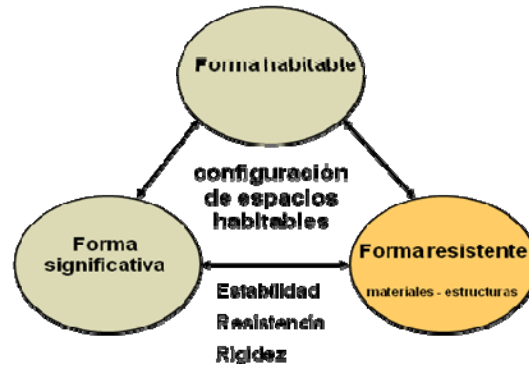 Forma habitable
configuración
de espacios
habitables
Forma
significativa
Forma resistente
materiales - estructuras
Estabilidad
Resistencia
Rigidez